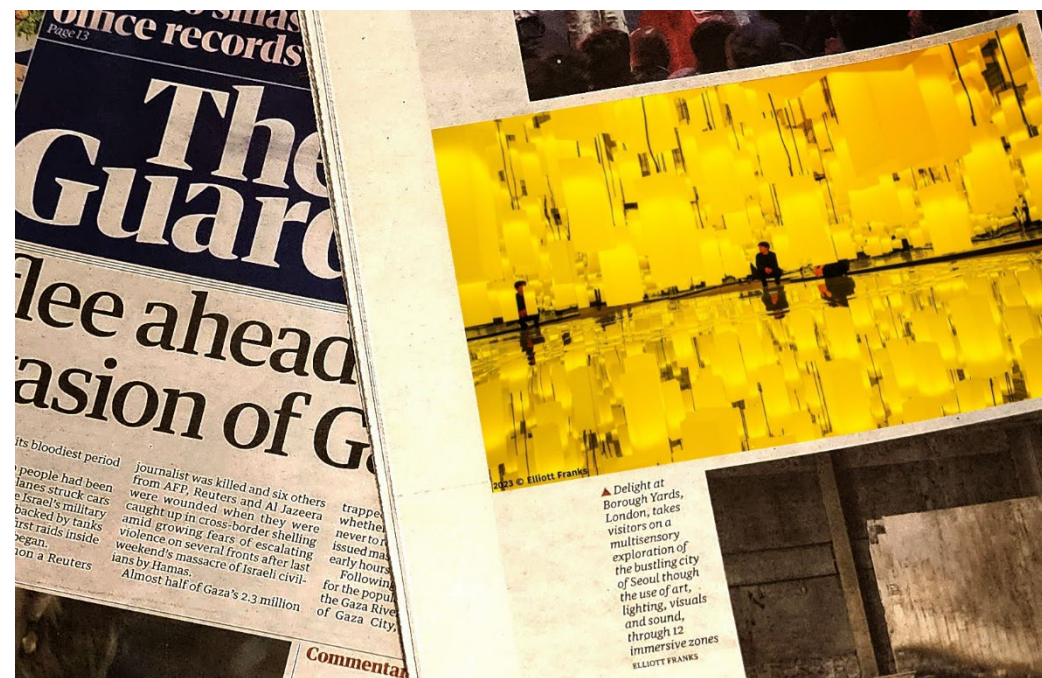 to smas
office records
Page 13
The
Guard
flee ahead
asion of G
its bloodiest period
people had been
lanes struck cars
e Israel's military
backed by tanks
first raids inside
began.
non a Reuters
journalist was killed and six others
from AFP, Reuters and Al Jazeera
were wounded when they were
caught up in cross-border shelling
amid growing fears of escalating
violence on several fronts after last
weekend's massacre of Israeli civil-
ians by Hamas.
Almost half of Gaza's 2.3 million
trappe
whethe
never to r
issued ma
early hours
Following
for the popul
the Gaza Rive
of Gaza City,
Commentar
2023 © Elliott Franks
▲ Delight at
Borough Yards,
London, takes
visitors on a
multisensory
exploration of
the bustling city
of Seoul though
the use of art,
lighting, visuals
and sound,
through 12
immersive zones
ELLIOTT FRANKS